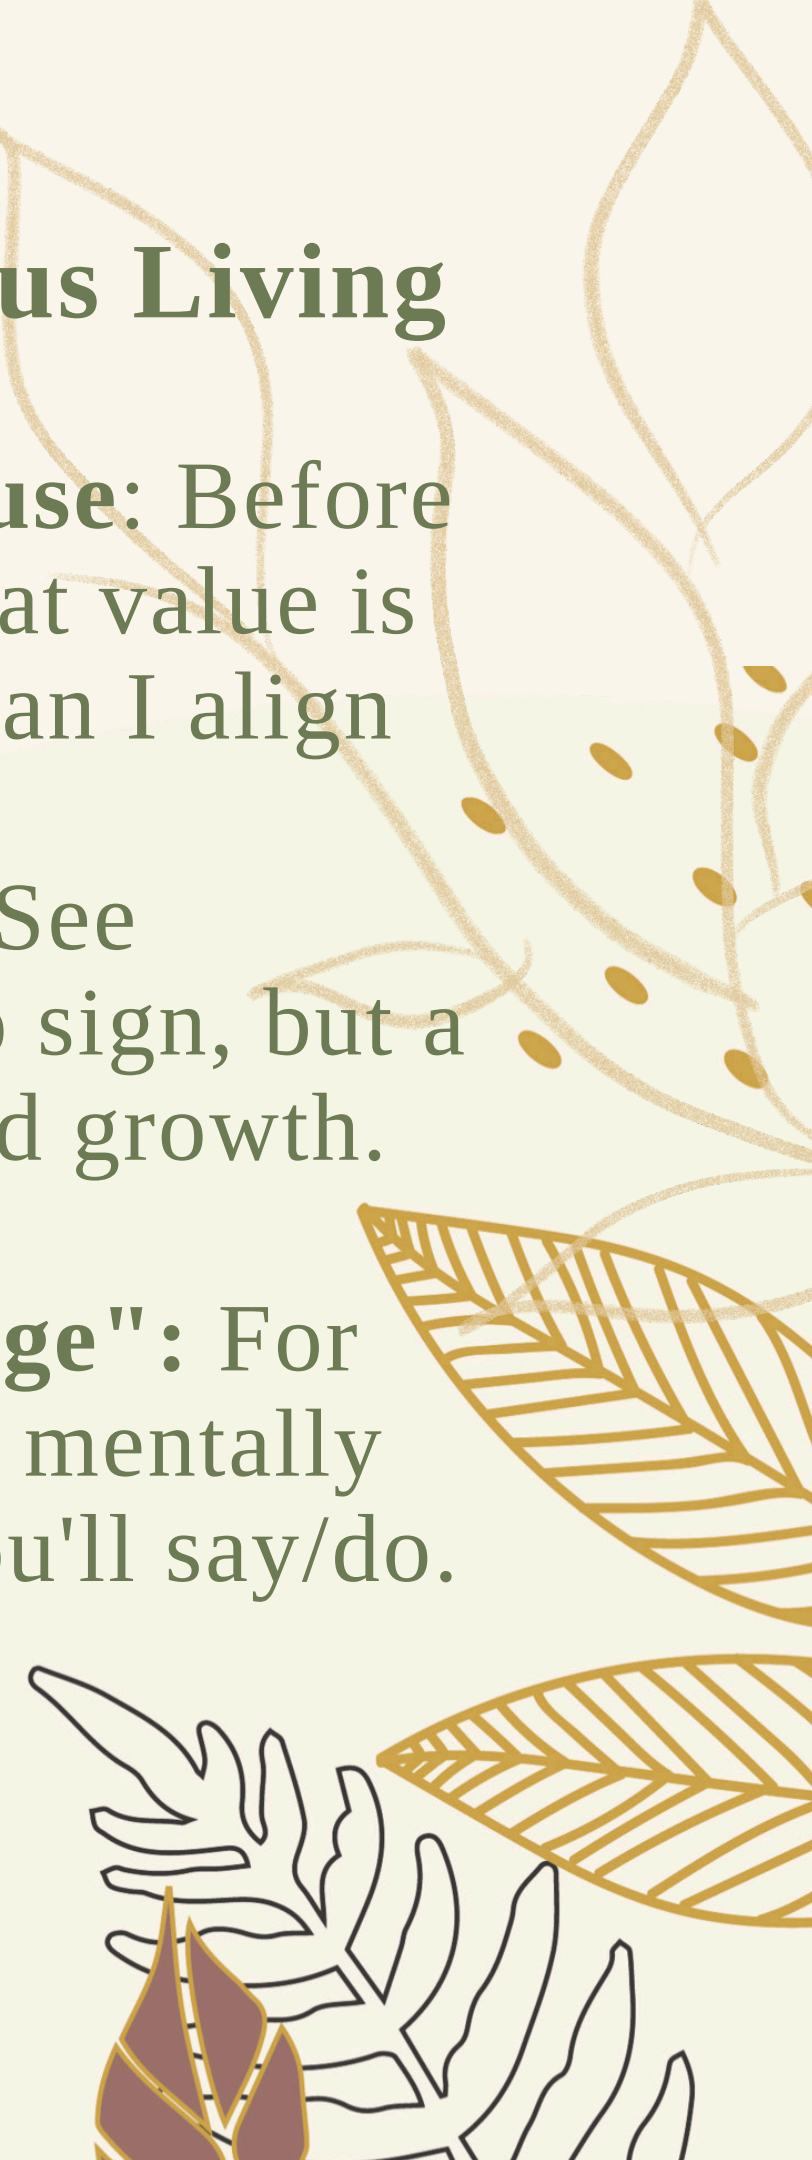 us Living
use: Before
at value is
an I align
See
sign, but a
d growth.
ge": For
mentally
ou'll say/do.